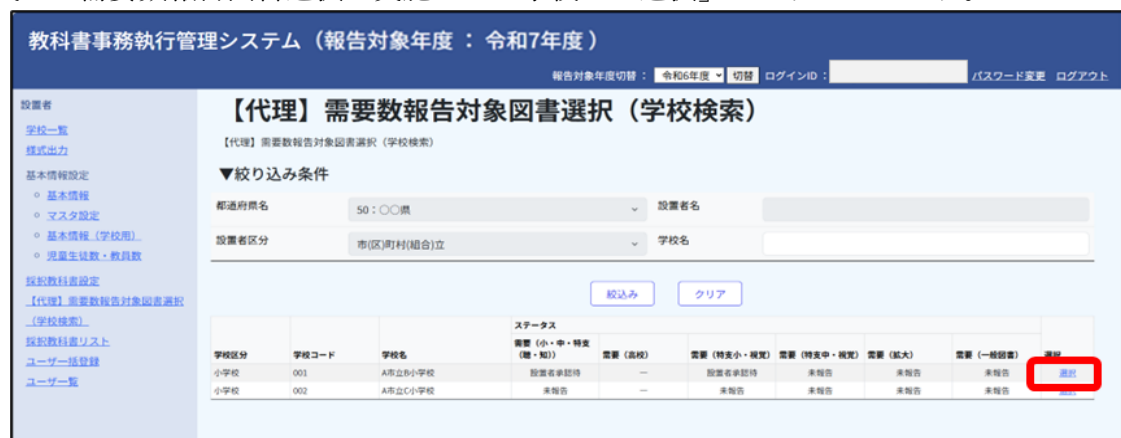 教科書事務執行管理システム（報告対象年度 ： 令和7年度 ）
報告対象年度切替： 令和6年度 切替 ログインID： パスワード変更 ログアウト
設置者
学校一覧
様式出力
基本情報設定
基本情報
マスタ設定
基本情報（学校用）
児童生徒数・教員数
採択教科書設定
【代理】需要数報告対象図書選択
（学校検索）
採択教科書リスト
ユーザー一括登録
ユーザー一覧
【代理】需要数報告対象図書選択（学校検索）
【代理】需要数報告対象図書選択（学校検索）
▼絞り込み条件
都道府県名 50：〇〇県 設置者名
設置者区分 市(区)町村(組合)立 学校名
絞込み クリア
ステータス
学校区分 学校コード 学校名 需要（小・中・特支（聴・知）） 需要（高校） 需要（特支小・視覚） 需要（特支中・視覚） 需要（拡大） 需要（一般図書） 選択
小学校 001 A市立B小学校 設置者承認待 － 設置者承認待 未報告 未報告 未報告 選択
小学校 002 A市立C小学校 未報告 － 未報告 未報告 未報告 未報告